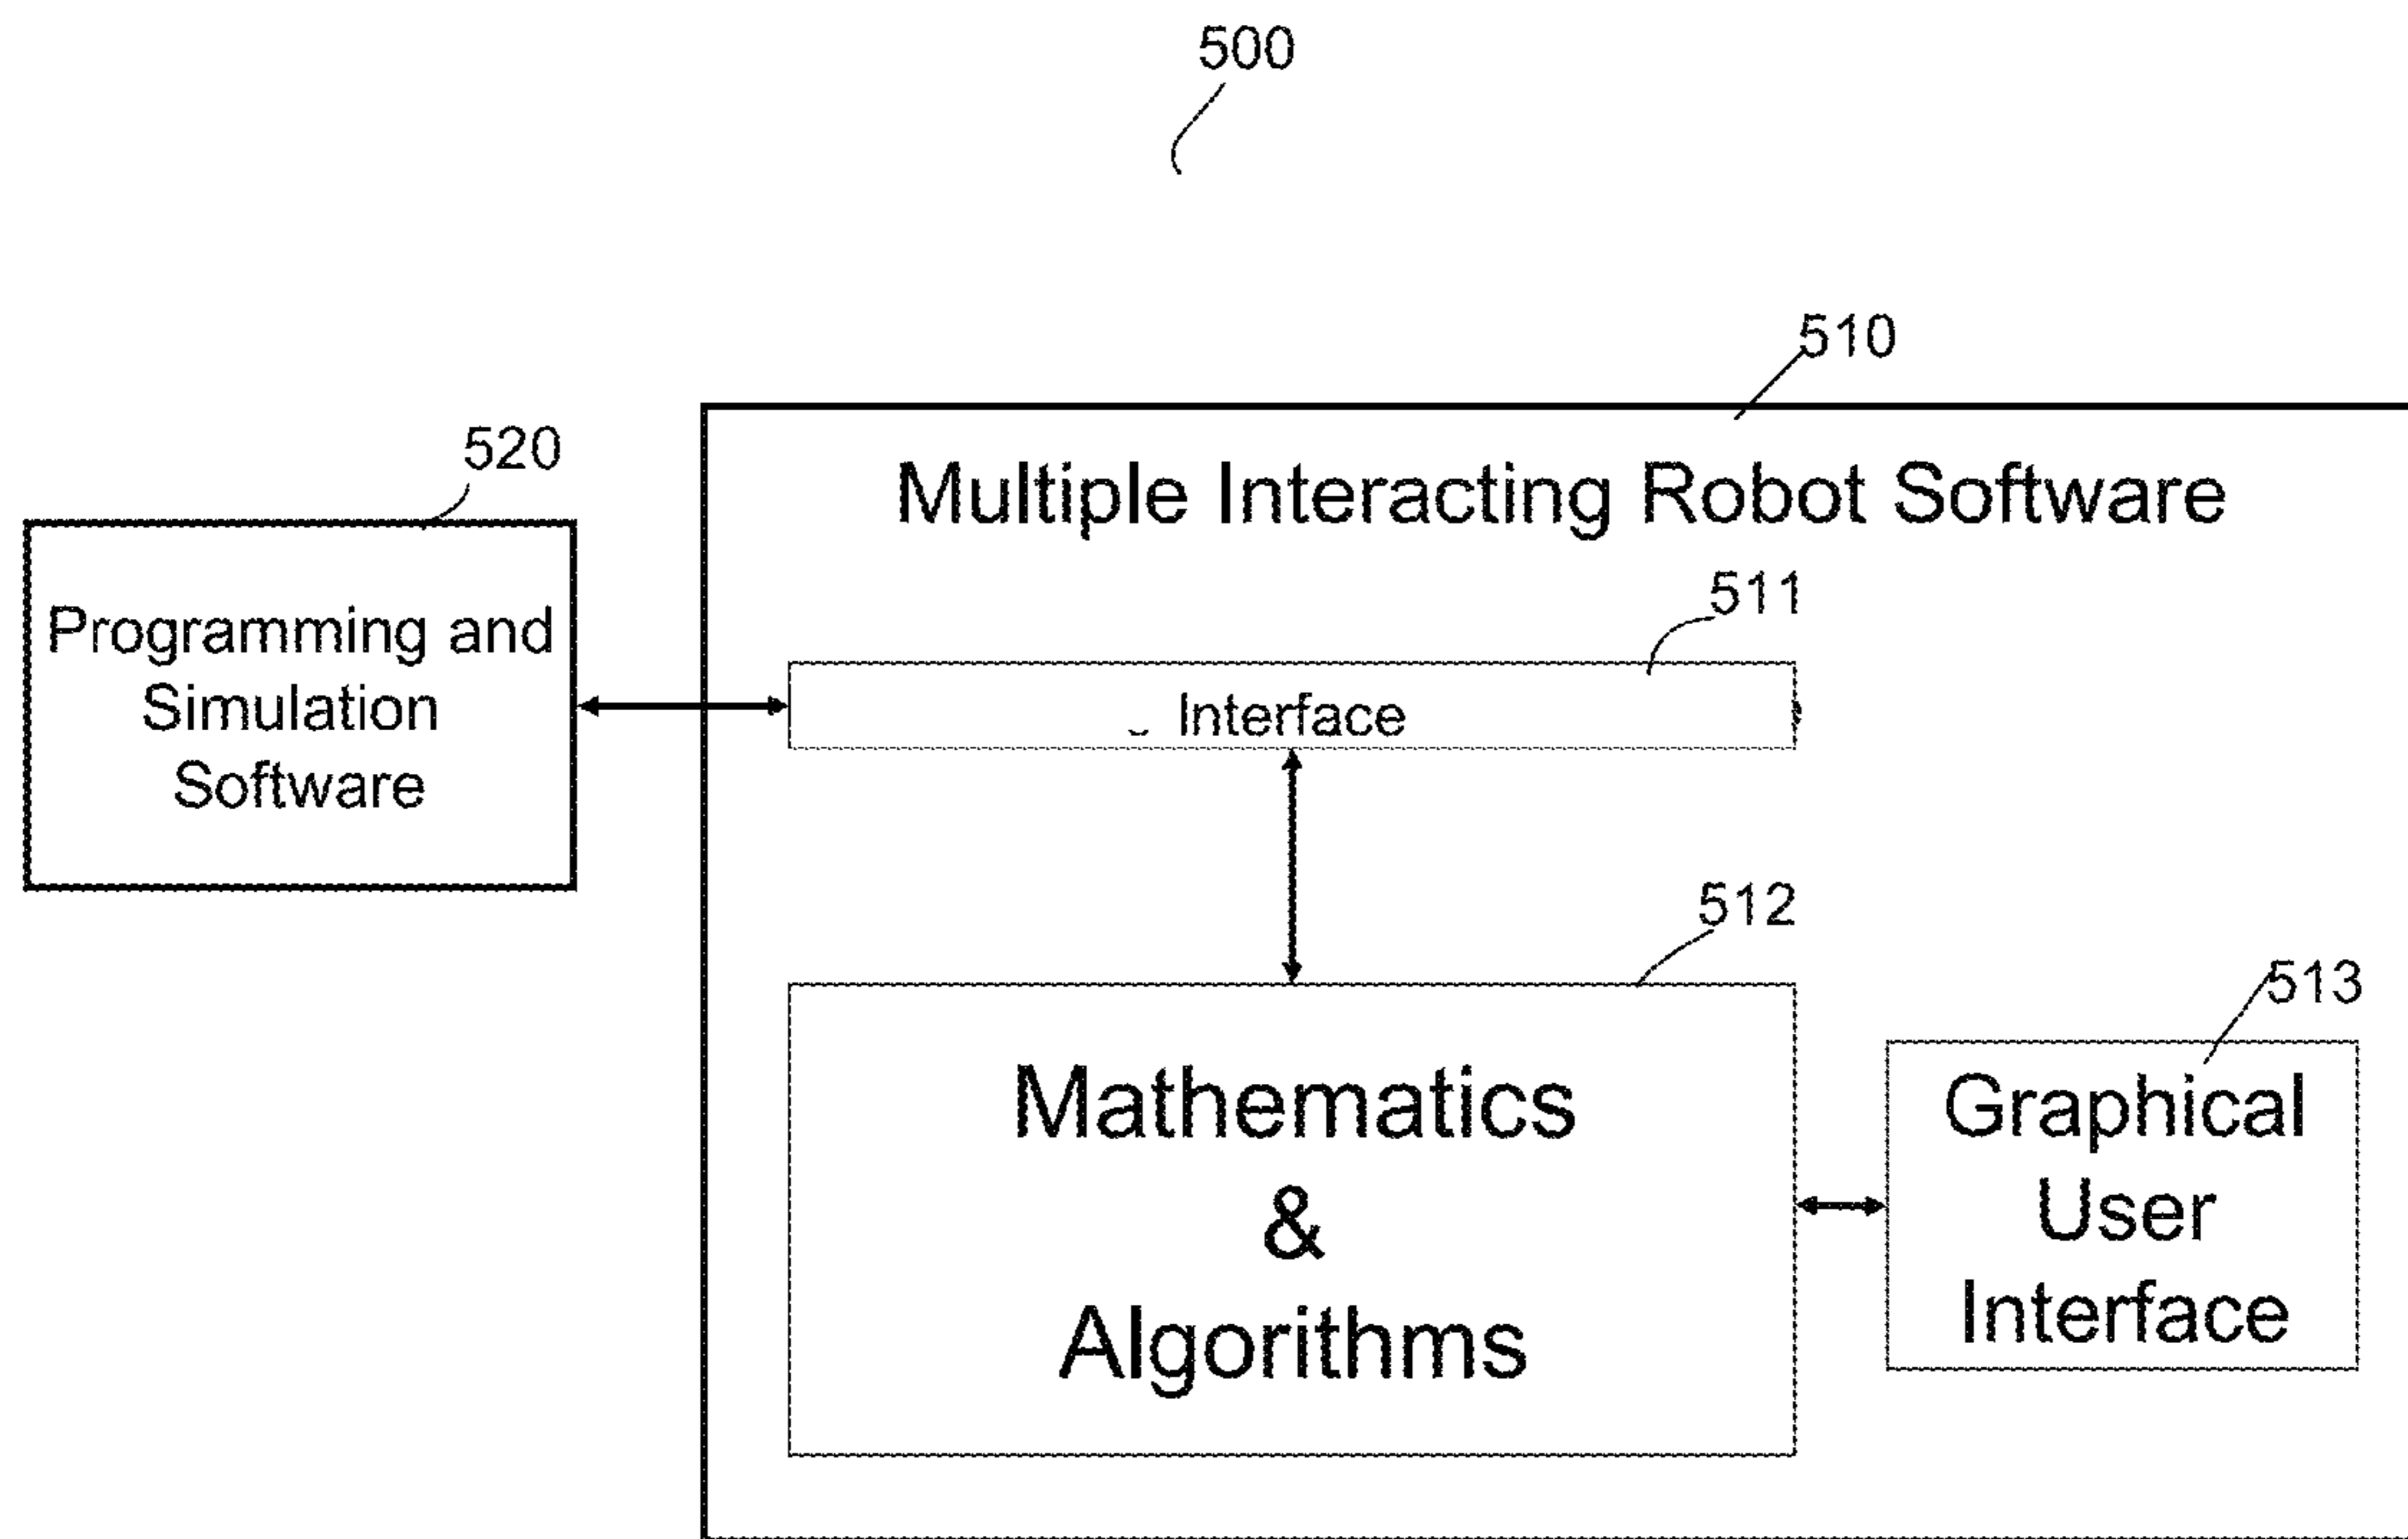 500
510
520
Multiple Interacting Robot Software
511
Programming and
Simulation
Software
Interface
512
513
Mathematics
&
Algorithms
Graphical
User
Interface